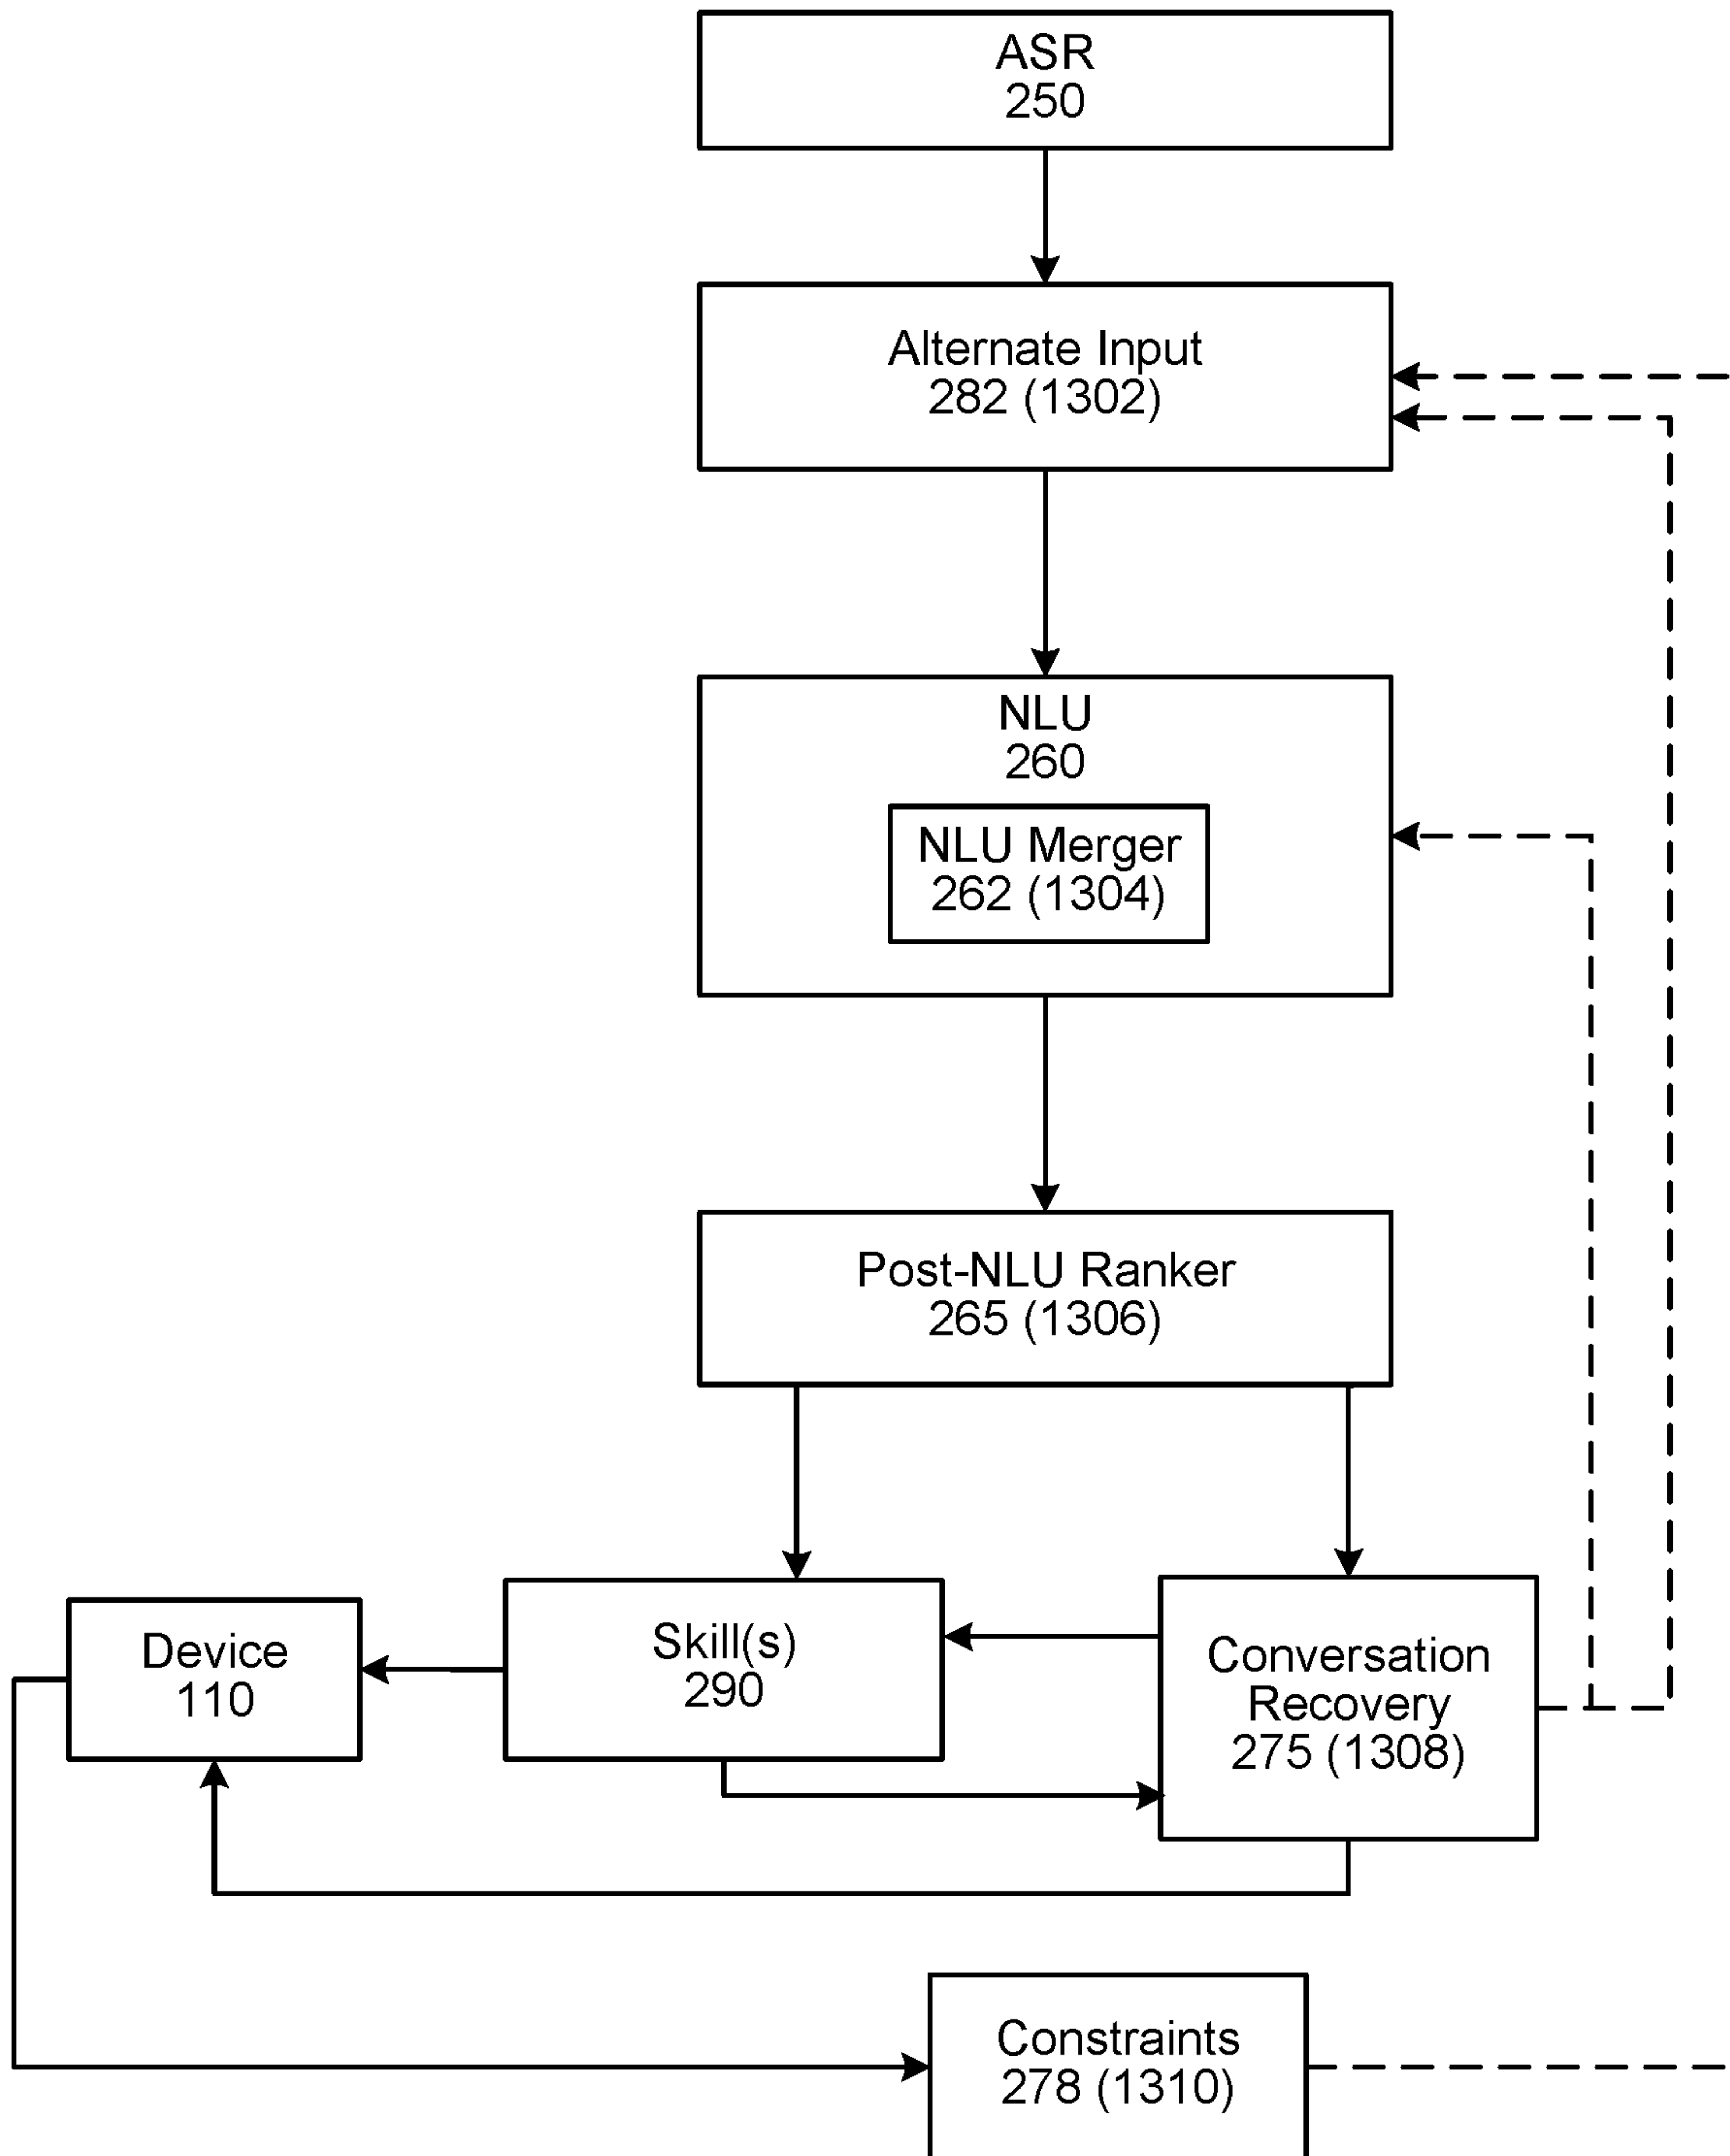 ASR
250
Alternate Input
282 (1302)
NLU
260
NLU Merger
262 (1304)
Post-NLU Ranker
265 (1306)
Device
110
Skill(s)
290
Conversation
Recovery
275 (1308)
Constraints
278 (1310)